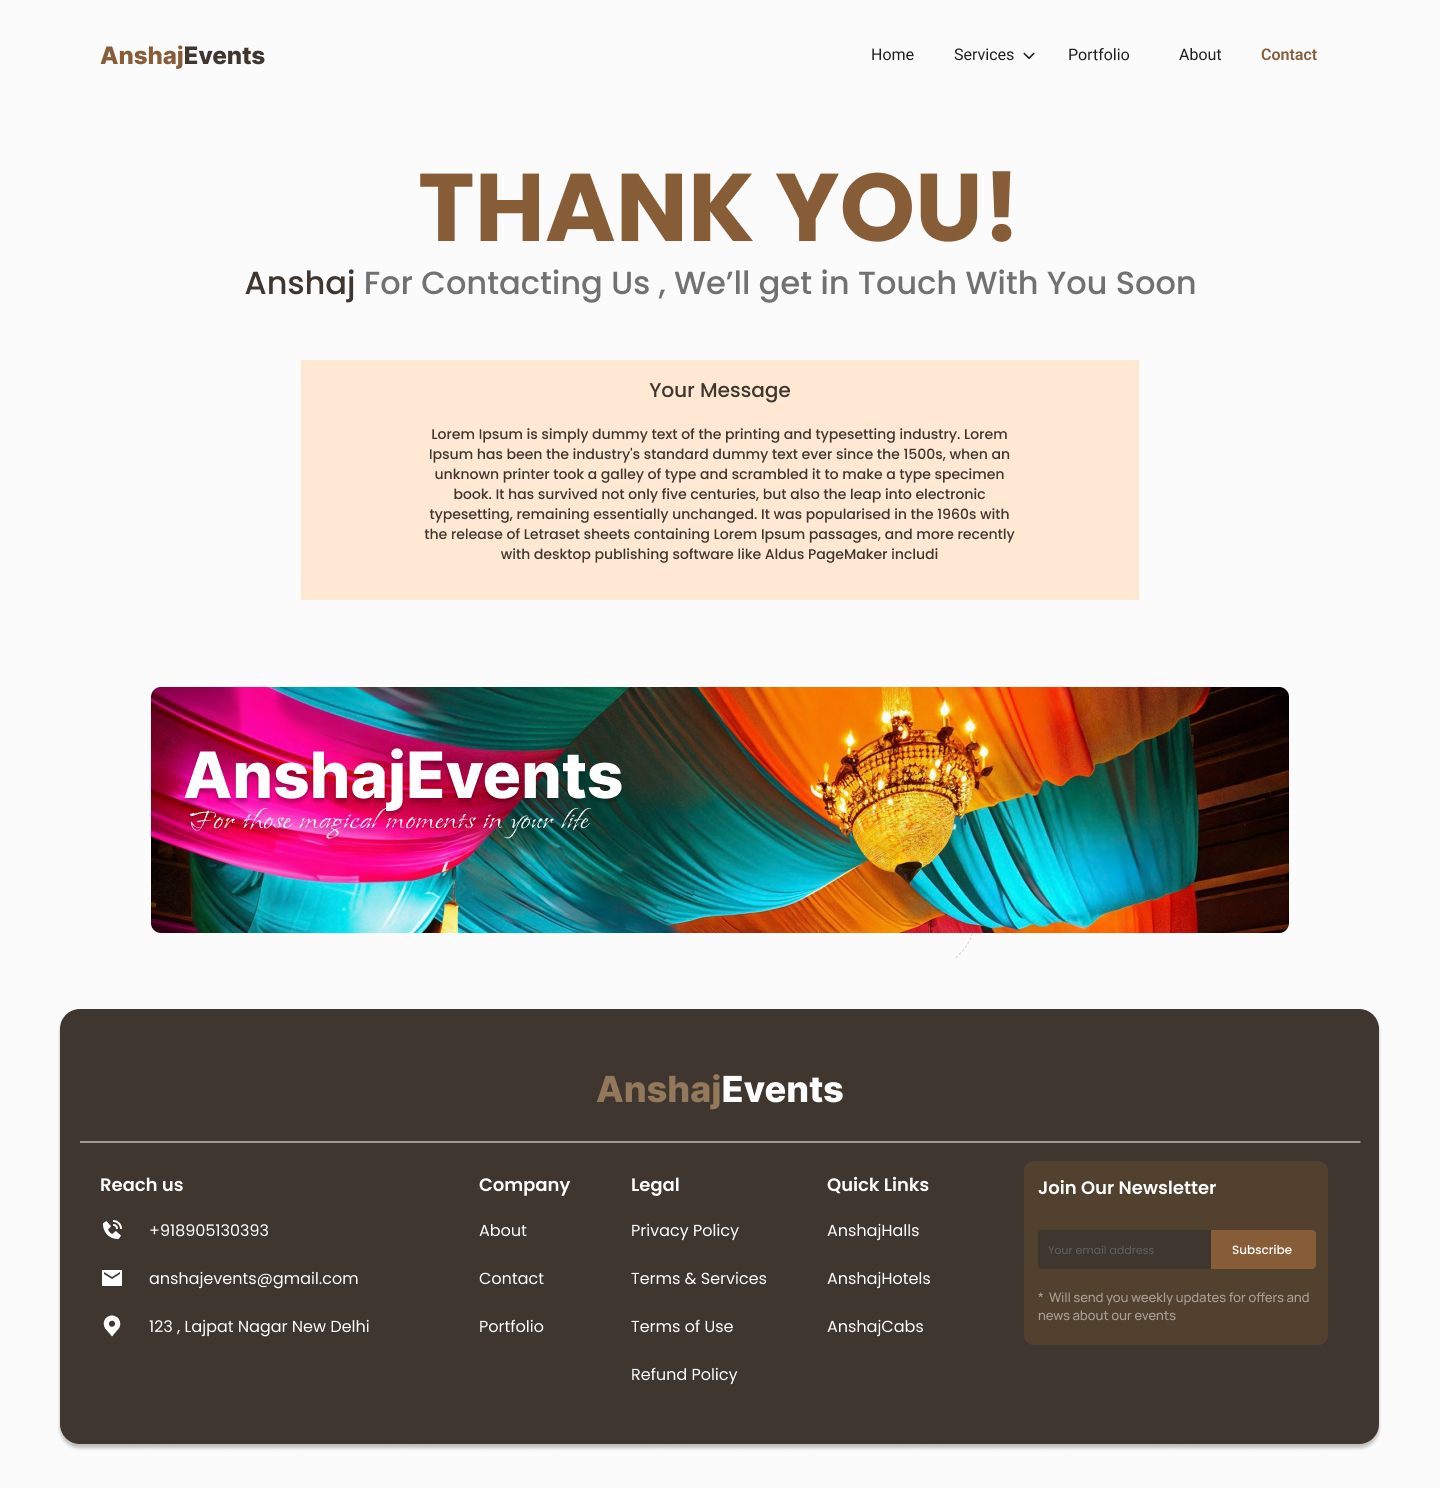 AnshajEvents
Home Services Portfolio About Contact
THANK YOU!
Anshaj For Contacting Us , We’ll get in Touch With You Soon
Your Message
Lorem Ipsum is simply dummy text of the printing and typesetting industry. Lorem
Ipsum has been the industry's standard dummy text ever since the 1500s, when an
unknown printer took a galley of type and scrambled it to make a type specimen
book. It has survived not only five centuries, but also the leap into electronic
typesetting, remaining essentially unchanged. It was popularised in the 1960s with
the release of Letraset sheets containing Lorem Ipsum passages, and more recently
with desktop publishing software like Aldus PageMaker includi
AnshajEvents
For those magical moments in your life
AnshajEvents
Reach us
+918905130393
anshajevents@gmail.com
123 , Lajpat Nagar New Delhi
Company
About
Contact
Portfolio
Legal
Privacy Policy
Terms & Services
Terms of Use
Refund Policy
Quick Links
AnshajHalls
AnshajHotels
AnshajCabs
Join Our Newsletter
Your email address Subscribe
* Will send you weekly updates for offers and
news about our events